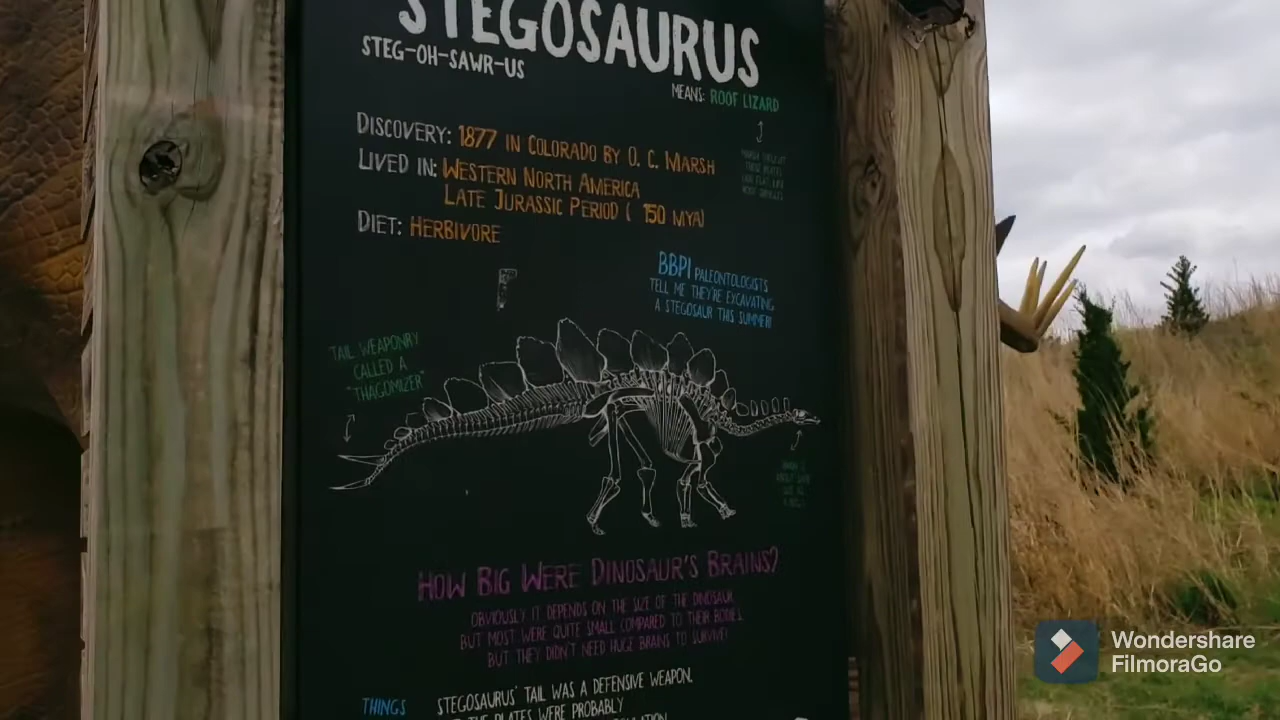 STEGOSAURUS
STEG-OH-SAWR-US
MEANS: ROOF LIZARD
DISCOVERY: 1877 IN COLORADO BY O. C. MARSH
LIVED IN: WESTERN NORTH AMERICA
LATE JURASSIC PERIOD ( 150 MYA)
DIET: HERBIVORE
BBPI PALEONTOLOGISTS
TELL ME THEY'RE EXCAVATING
A STEGOSAUR THIS SUMMER!
TAIL WEAPONRY
CALLED A
"THAGOMIZER"
HOW BIG WERE DINOSAUR'S BRAINS?
OBVIOUSLY IT DEPENDS ON THE SIZE OF THE DINOSAUR,
BUT MOST WERE QUITE SMALL COMPARED TO THEIR BODIES,
BUT THEY DIDN'T NEED HUGE BRAINS TO SURVIVE!
THINGS STEGOSAURUS' TAIL WAS A DEFENSIVE WEAPON.
THE PLATES WERE PROBABLY
Wondershare
FilmoraGo